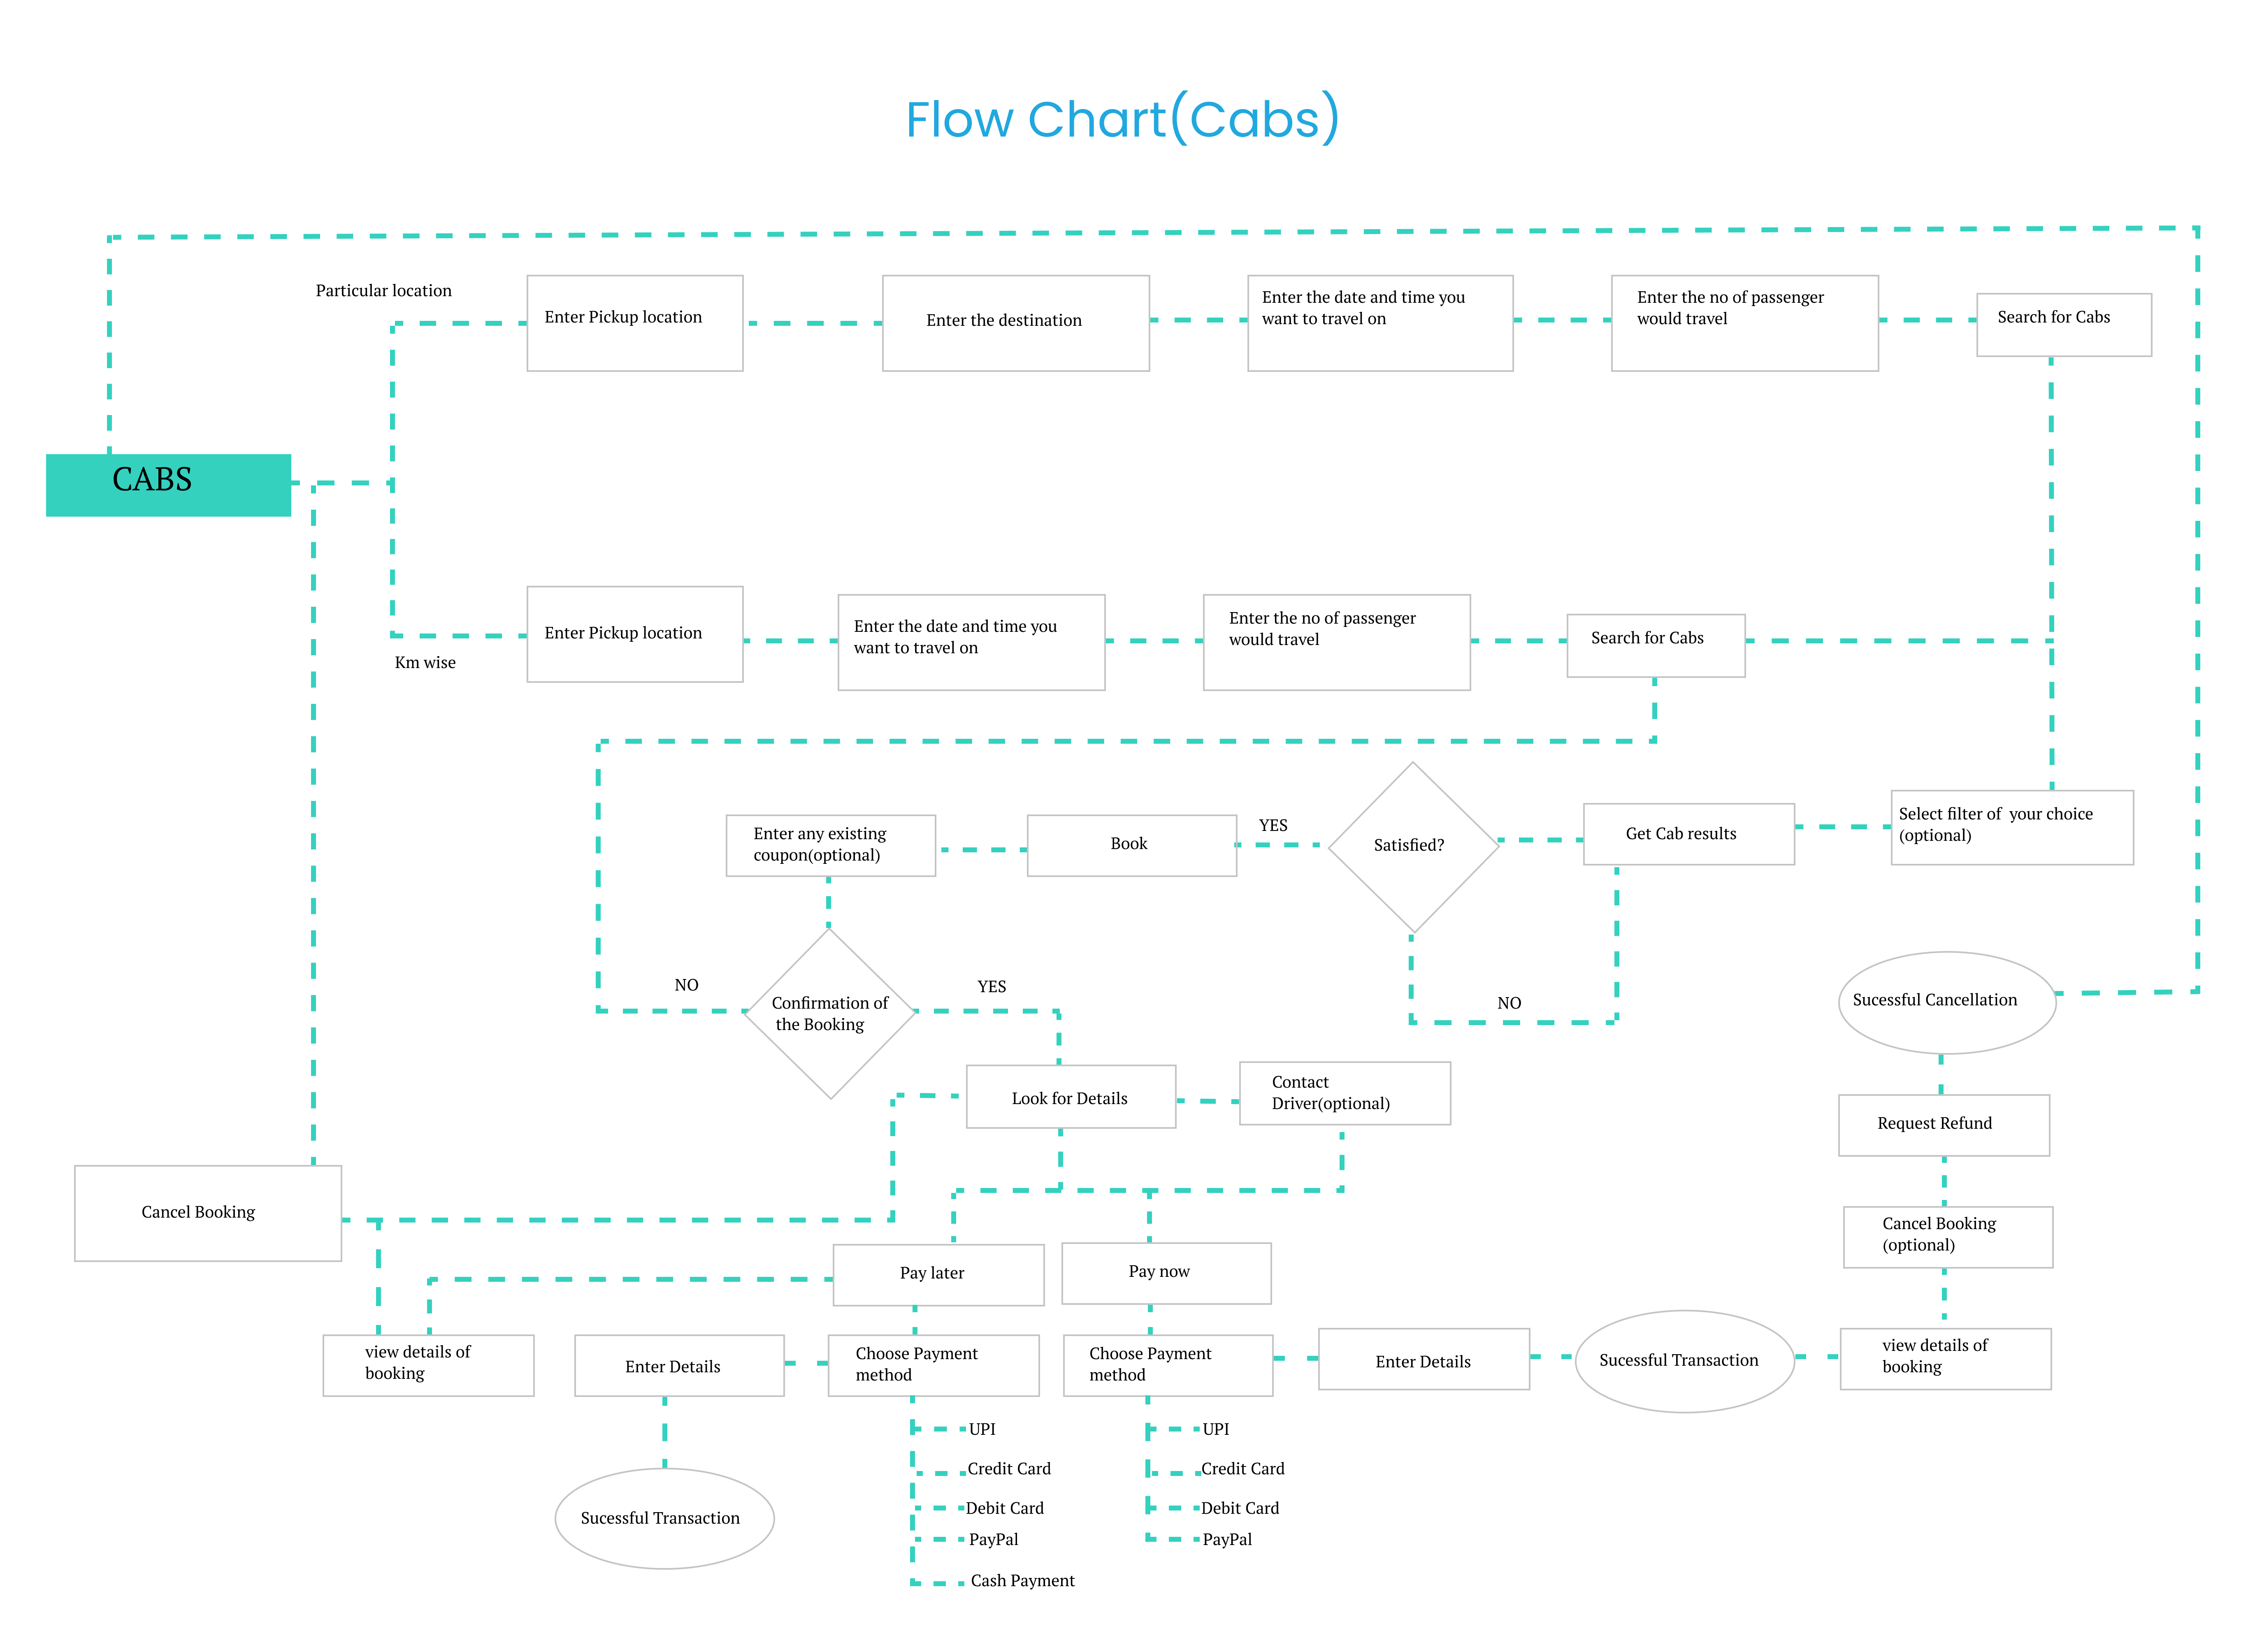 Flow Chart(Cabs)
Particular location
Enter Pickup location
Enter the destination
Enter the date and time you
want to travel on
Enter the no of passenger
would travel
Search for Cabs
CABS
Km wise
Enter Pickup location
Enter the date and time you
want to travel on
Enter the no of passenger
would travel
Search for Cabs
Enter any existing
coupon(optional)
Book
YES
Satisfied?
Get Cab results
Select filter of  your choice
(optional)
NO
Confirmation of
the Booking
YES
NO
Sucessful Cancellation
Look for Details
Contact
Driver(optional)
Request Refund
Cancel Booking
Cancel Booking
(optional)
Pay later
Pay now
view details of
booking
Enter Details
Choose Payment
method
Choose Payment
method
Enter Details
Sucessful Transaction
view details of
booking
Sucessful Transaction
UPI
Credit Card
Debit Card
PayPal
Cash Payment
UPI
Credit Card
Debit Card
PayPal